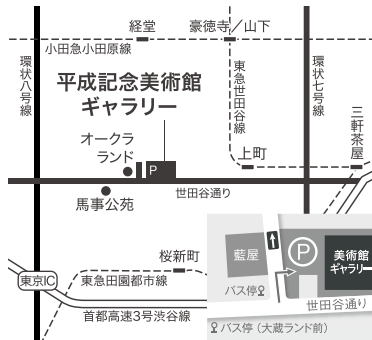 経堂
豪徳寺／山下
小田急小田原線
環状八号線
平成記念美術館
ギャラリー
東急世田谷線
環状七号線
三軒茶屋
オークラ
ランド
P
上町
世田谷通り
馬事公苑
桜新町
東京IC
東急田園都市線
首都高速3号渋谷線
藍屋
P
美術館
ギャラリー
バス停
世田谷通り
バス停（大蔵ランド前）